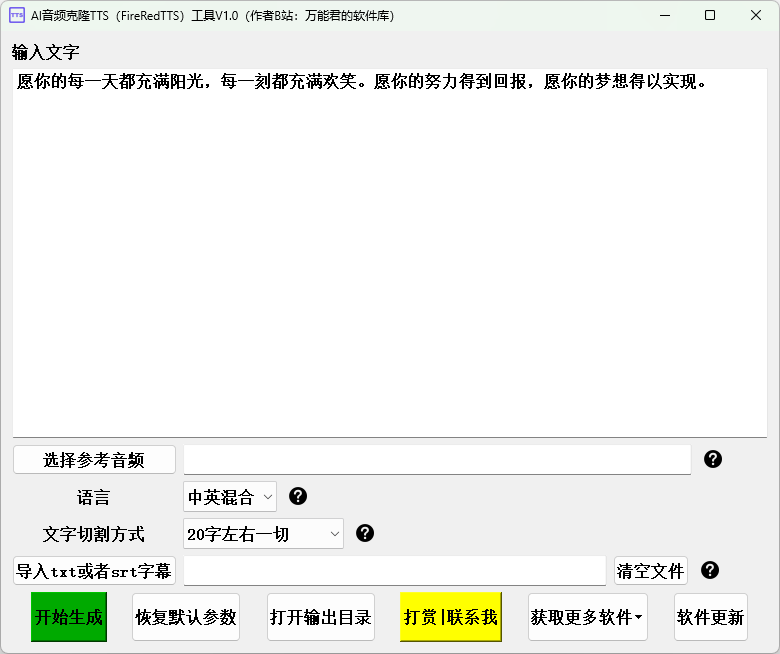 AI音频克隆TTS（FireRedTTS）工具V1.0（作者B站：万能君的软件库）
输入文字
愿你的每一天都充满阳光，每一刻都充满欢笑。愿你的努力得到回报，愿你的梦想得以实现。
选择参考音频 ?
语言 中英混合 ?
文字切割方式 20字左右一切 ?
导入txt或者srt字幕 清空文件 ?
开始生成 恢复默认参数 打开输出目录 打赏|联系我 获取更多软件 软件更新